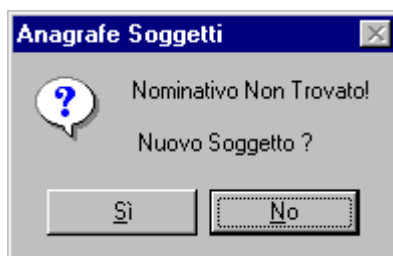 Anagrafe Soggetti
Nominativo Non Trovato!
Nuovo Soggetto ?
Sì
No